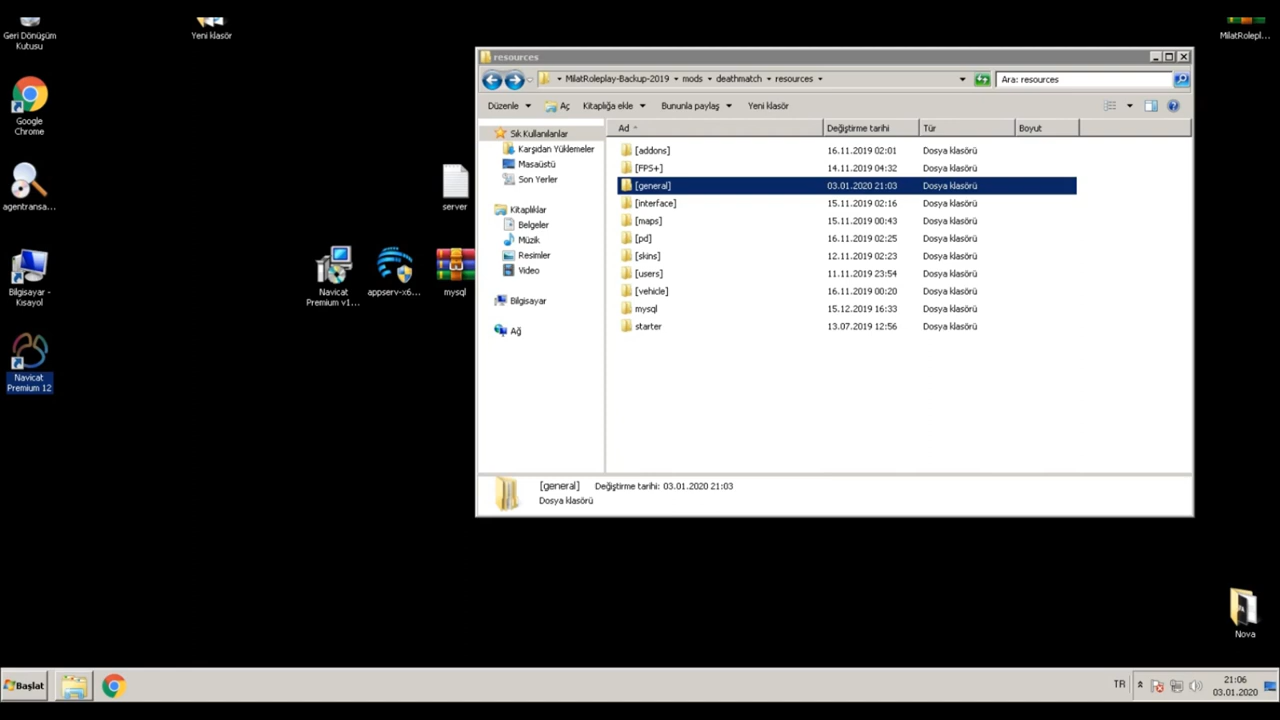 Geri Dönüşüm
Kutusu
Yeni klasör
MilatRolepl...
Google
Chrome
agentransa...
server
Bilgisayar -
Kısayol
Navicat
Premium v1...
appserv-x6...
mysql
Navicat
Premium 12
resources
MilatRoleplay-Backup-2019
mods
deathmatch
resources
Ara: resources
Düzenle
Aç
Kitaplığa ekle
Bununla paylaş
Yeni klasör
Sık Kullanılanlar
Karşıdan Yüklemeler
Masaüstü
Son Yerler
Kitaplıklar
Belgeler
Müzik
Resimler
Video
Bilgisayar
Ağ
Ad Değiştirme tarihi Tür Boyut
[addons] 16.11.2019 02:01 Dosya klasörü
[FPS+] 14.11.2019 04:32 Dosya klasörü
[general] 03.01.2020 21:03 Dosya klasörü
[interface] 15.11.2019 02:16 Dosya klasörü
[maps] 15.11.2019 00:43 Dosya klasörü
[pd] 16.11.2019 02:25 Dosya klasörü
[skins] 12.11.2019 02:23 Dosya klasörü
[users] 11.11.2019 23:54 Dosya klasörü
[vehicle] 16.11.2019 00:20 Dosya klasörü
mysql 15.12.2019 16:33 Dosya klasörü
starter 13.07.2019 12:56 Dosya klasörü
[general] Değiştirme tarihi: 03.01.2020 21:03
Dosya klasörü
Nova
Başlat
TR
21:06
03.01.2020